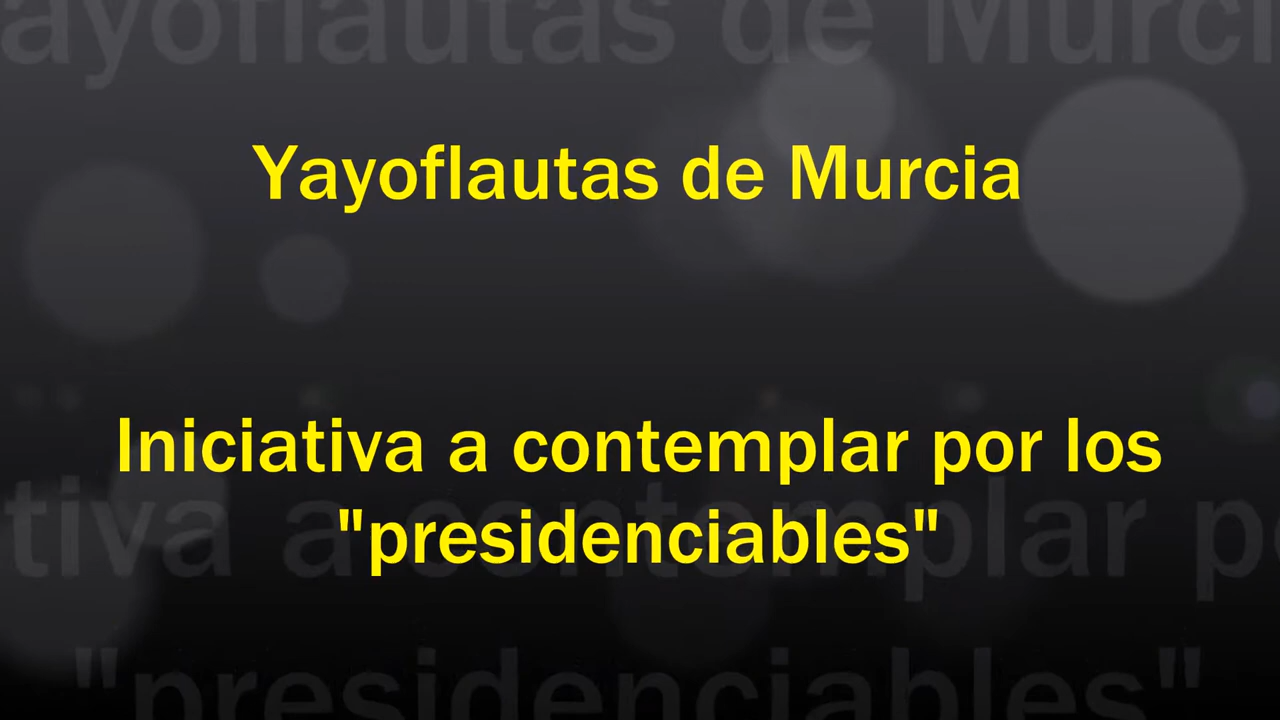 Yayoflautas de Murcia
Iniciativa a contemplar por los
"presidenciables"